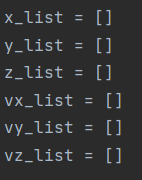 x_list = []
y_list = []
z_list = []
vx_list = []
vy_list = []
vz_list = []